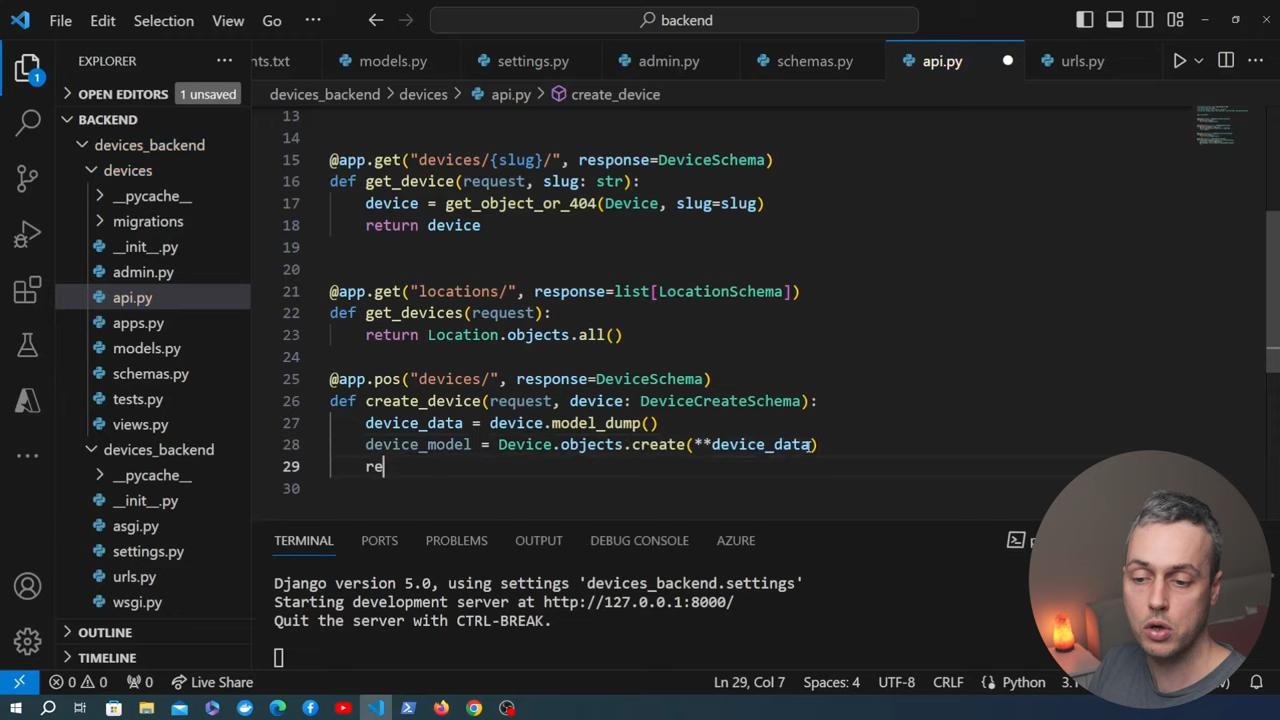 File Edit Selection View Go ··· backend
EXPLORER ···
nts.txt models.py settings.py admin.py schemas.py api.py urls.py
OPEN EDITORS 1 unsaved
devices_backend > devices > api.py > create_device
BACKEND
devices_backend
devices
__pycache__
migrations
__init__.py
admin.py
api.py
apps.py
models.py
schemas.py
tests.py
views.py
devices_backend
__pycache__
__init__.py
asgi.py
settings.py
urls.py
wsgi.py
OUTLINE
TIMELINE
1
13
14
15 @app.get("devices/{slug}/", response=DeviceSchema)
16 def get_device(request, slug: str):
17 device = get_object_or_404(Device, slug=slug)
18 return device
19
20
21 @app.get("locations/", response=list[LocationSchema])
22 def get_devices(request):
23 return Location.objects.all()
24
25 @app.pos("devices/", response=DeviceSchema)
26 def create_device(request, device: DeviceCreateSchema):
27 device_data = device.model_dump()
28 device_model = Device.objects.create(**device_data)
29 re
30
TERMINAL PORTS PROBLEMS OUTPUT DEBUG CONSOLE AZURE
Django version 5.0, using settings 'devices_backend.settings'
Starting development server at http://127.0.0.1:8000/
Quit the server with CTRL-BREAK.
0 0 0 Live Share Ln 29, Col 7 Spaces: 4 UTF-8 CRLF Python